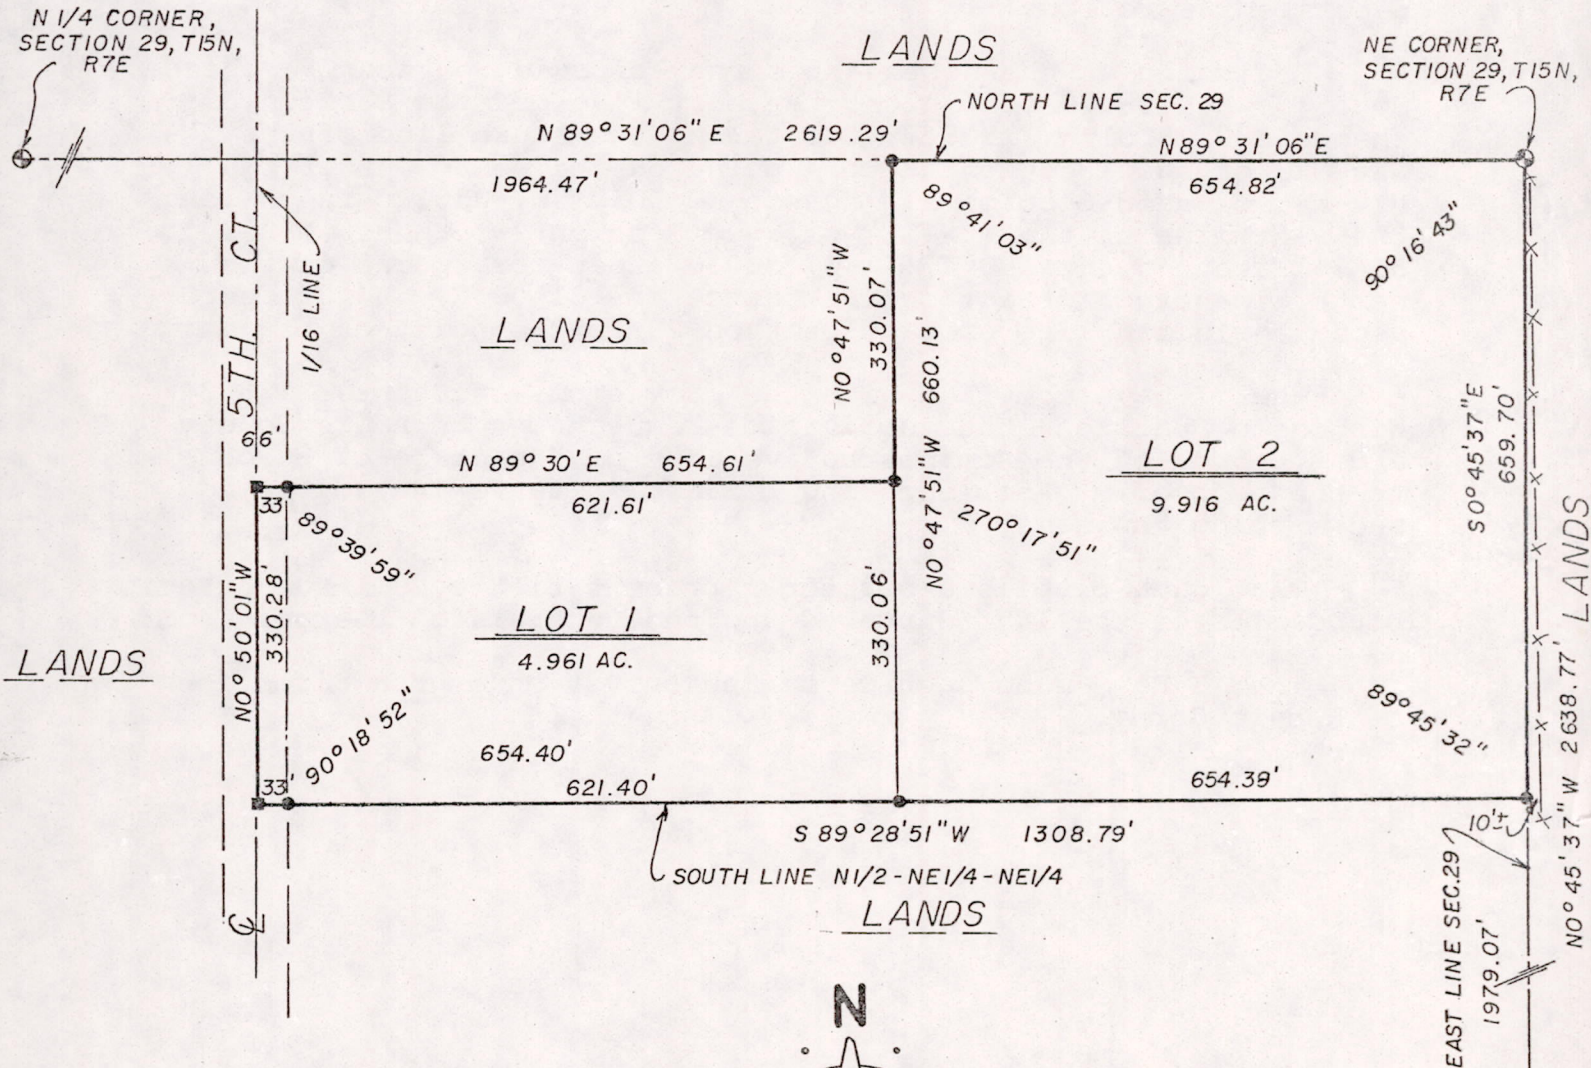 N 1/4 CORNER,
SECTION 29, T15N,
R7E
LANDS
NE CORNER,
SECTION 29, T15N,
R7E
NORTH LINE SEC. 29
N 89° 31' 06" E 2619.29'
N 89° 31' 06" E
1964.47'
654.82'
89° 41' 03"
90° 16' 43"
5TH. CT.
1/16 LINE
LANDS
N0° 47' 51" W
330.07'
N0° 47' 51" W 660.13'
S0° 45' 37" E
659.70'
66'
N 89° 30' E 654.61'
LOT 2
9.916 AC.
33'
621.61'
89° 39' 59"
270° 17' 51"
LANDS
N0° 50' 01" W
330.28'
LOT 1
4.961 AC.
330.06'
LANDS
90° 18' 52"
89° 45' 32"
654.40'
33'
621.40'
654.39'
S 89° 28' 51" W 1308.79'
10'±
N0° 45' 37" W 2638.77'
SOUTH LINE N1/2 - NE1/4 - NE1/4
LANDS
EAST LINE SEC. 29
1979.07'
℄
N